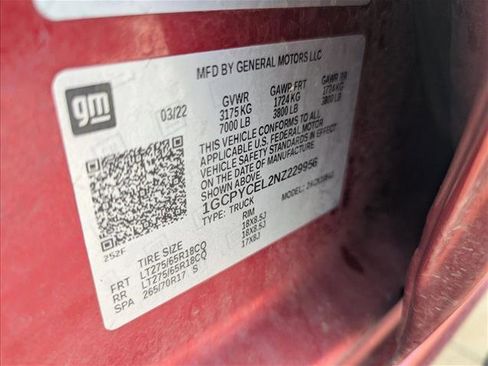 MFD BY GENERAL MOTORS LLC
gm
03/22
GVWR GAWR FRT GAWR RR
3175 KG 1724 KG 1724 KG
7000 LB 3800 LB 3800 LB
THIS VEHICLE CONFORMS TO ALL
APPLICABLE U.S. FEDERAL MOTOR
VEHICLE SAFETY STANDARDS IN
EFFECT ON THE DATE OF MANUFACTURE
SHOWN ABOVE.
1GCPYCEL2NZ229956
TYPE: TRUCK MODEL:
252F
TIRE SIZE RIM
FRT LT275/65R18CQ 18X8.5J
RR LT275/65R18CQ 18X8.5J
SPA 265/70R17 S 17X8J